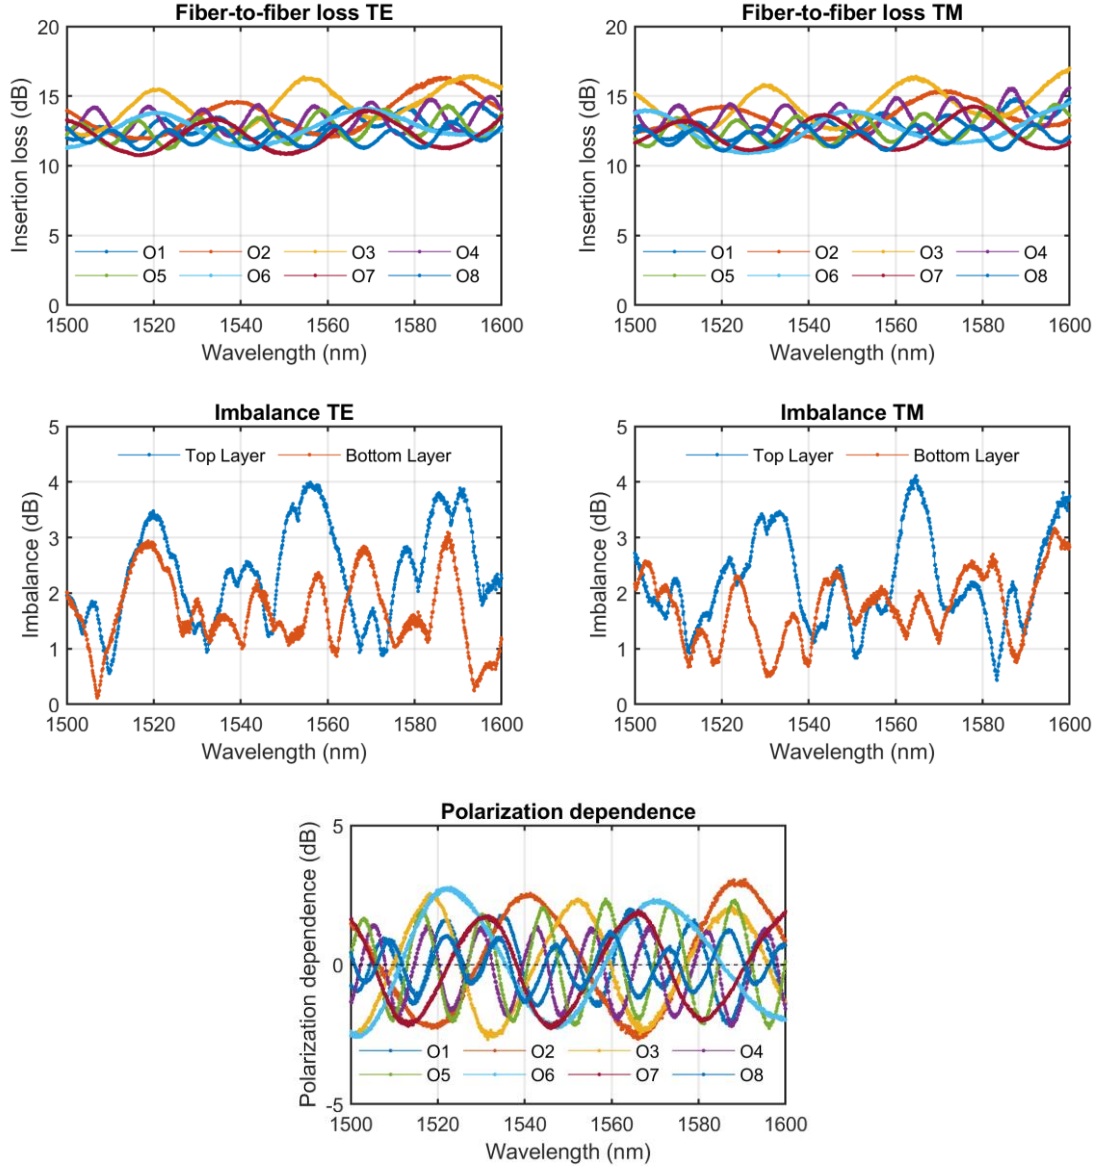 Fiber-to-fiber loss TE
Insertion loss (dB)
20
15
10
5
0
O1 O2 O3 O4
O5 O6 O7 O8
1500 1520 1540 1560 1580 1600
Wavelength (nm)
Fiber-to-fiber loss TM
Insertion loss (dB)
20
15
10
5
0
O1 O2 O3 O4
O5 O6 O7 O8
1500 1520 1540 1560 1580 1600
Wavelength (nm)
Imbalance TE
Imbalance (dB)
5
4
3
2
1
0
Top Layer Bottom Layer
1500 1520 1540 1560 1580 1600
Wavelength (nm)
Imbalance TM
Imbalance (dB)
5
4
3
2
1
0
Top Layer Bottom Layer
1500 1520 1540 1560 1580 1600
Wavelength (nm)
Polarization dependence
Polarization dependence (dB)
5
0
-5
O1 O2 O3 O4
O5 O6 O7 O8
1500 1520 1540 1560 1580 1600
Wavelength (nm)